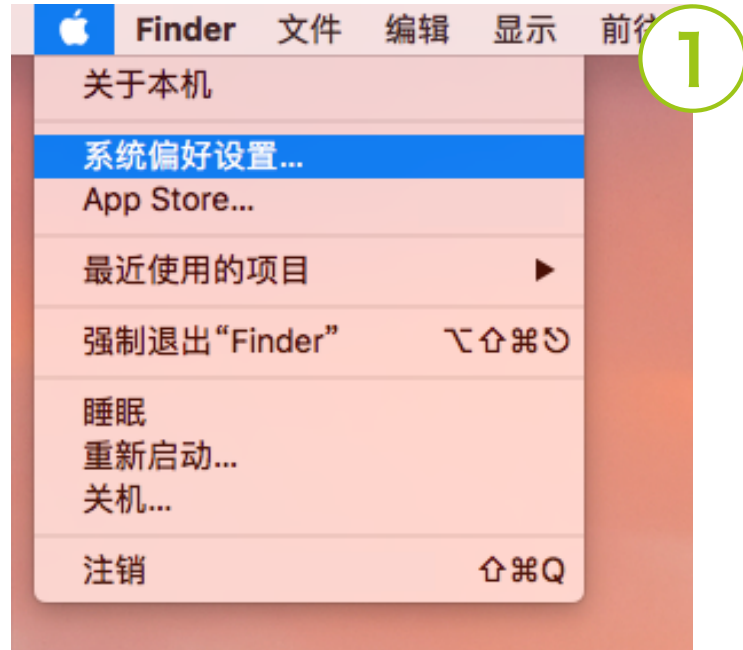 Finder 文件 编辑 显示 前往
1
关于本机
系统偏好设置...
App Store...
最近使用的项目 ▶
强制退出“Finder” ⌥⇧⌘⎋
睡眠
重新启动...
关机...
注销 ⇧⌘Q